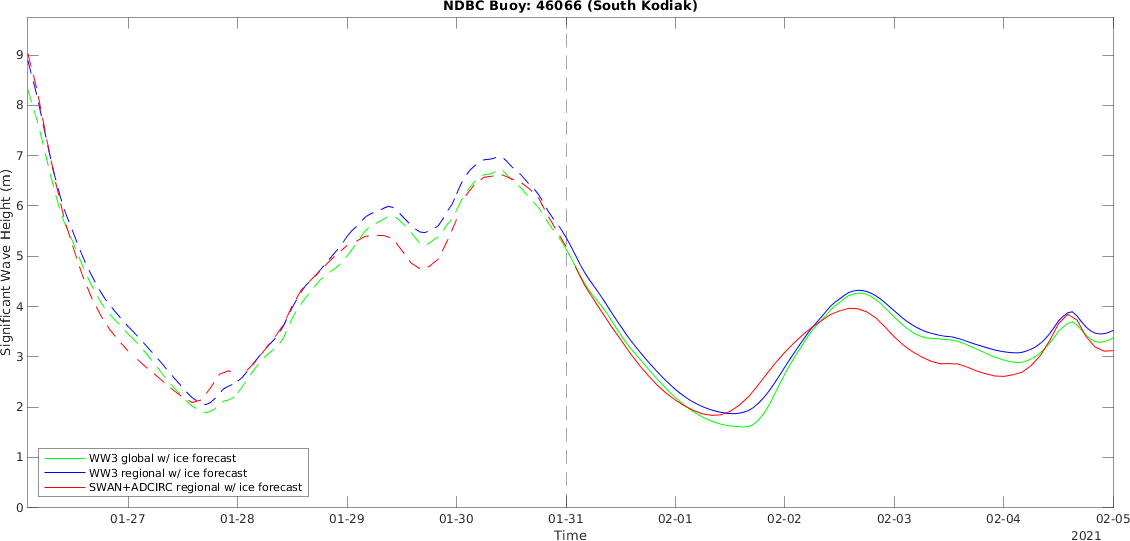 NDBC Buoy: 46066 (South Kodiak)
Significant Wave Height (m)
9
8
7
6
5
4
3
2
1
0
WW3 global w/ ice forecast
WW3 regional w/ ice forecast
SWAN+ADCIRC regional w/ ice forecast
01-27 01-28 01-29 01-30 01-31 02-01 02-02 02-03 02-04 02-05
Time
2021